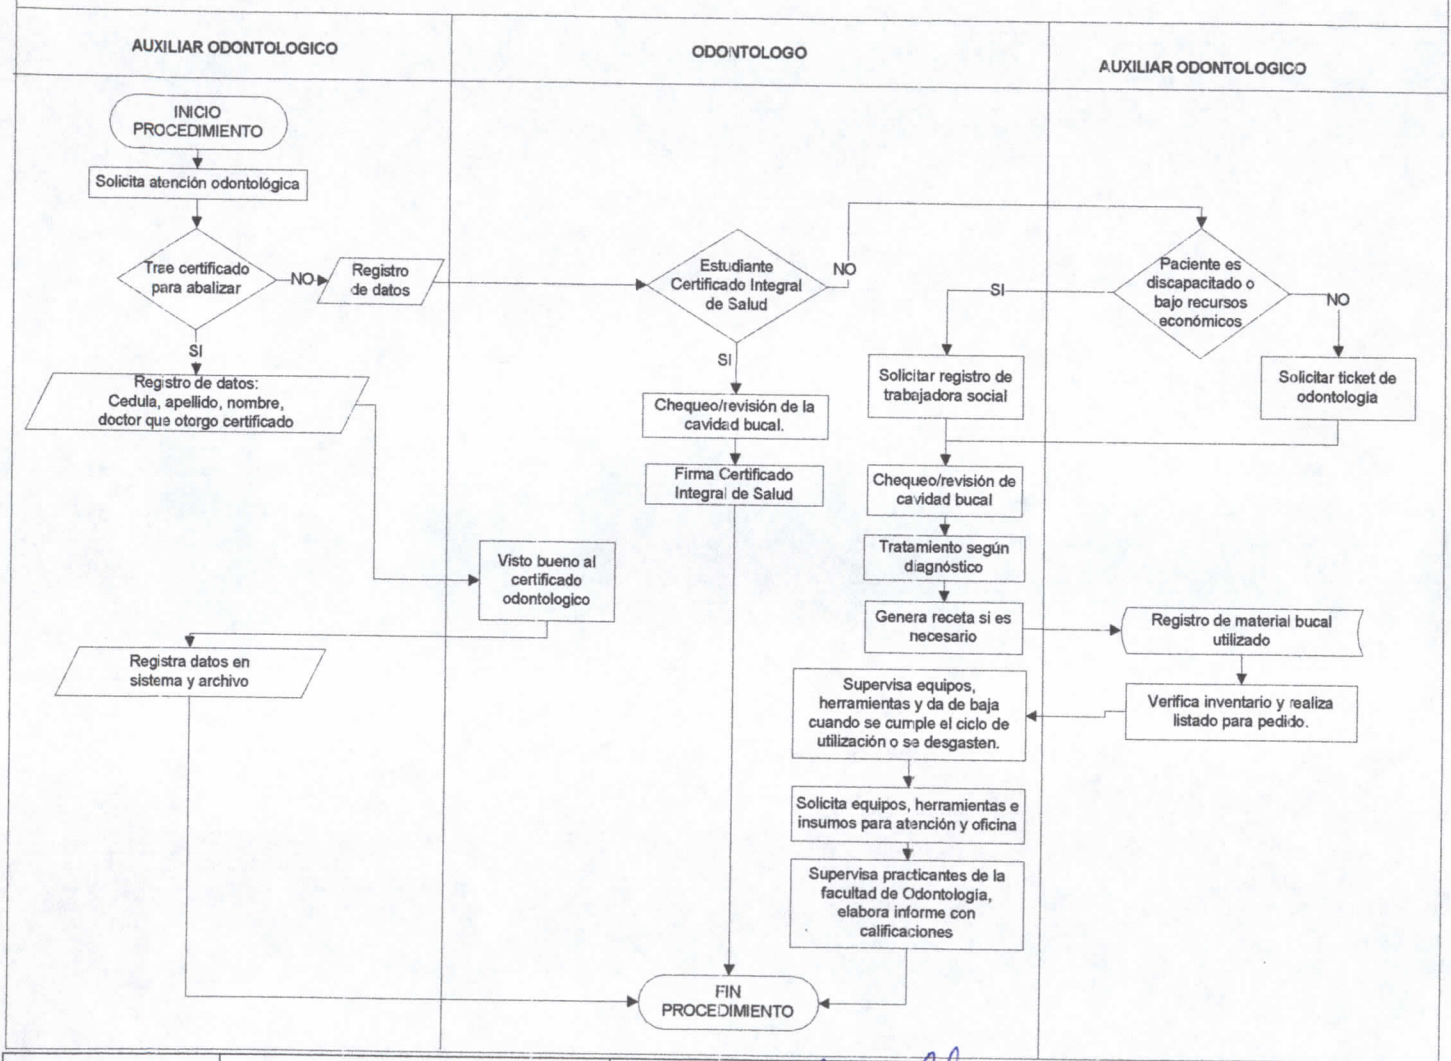 AUXILIAR ODONTOLOGICO
ODONTOLOGO
AUXILIAR ODONTOLOGICO
INICIO
PROCEDIMIENTO
Solicita atención odontológica
Trae certificado
para abalizar
NO
Registro
de datos
SI
Registro de datos:
Cedula, apellido, nombre,
doctor que otorgo certificado
Estudiante
Certificado Integral
de Salud
NO
SI
Chequeo/revisión de la
cavidad bucal.
Firma Certificado
Integral de Salud
Visto bueno al
certificado
odontologico
Registra datos en
sistema y archivo
Paciente es
discapacitado o
bajo recursos
económicos
SI
NO
Solicitar registro de
trabajadora social
Solicitar ticket de
odontología
Chequeo/revisión de
cavidad bucal
Tratamiento según
diagnóstico
Genera receta si es
necesario
Registro de material bucal
utilizado
Verifica inventario y realiza
listado para pedido.
Supervisa equipos,
herramientas y da de baja
cuando se cumple el ciclo de
utilización o se desgasten.
Solicita equipos, herramientas e
insumos para atención y oficina
Supervisa practicantes de la
facultad de Odontología,
elabora informe con
calificaciones
FIN
PROCEDIMIENTO